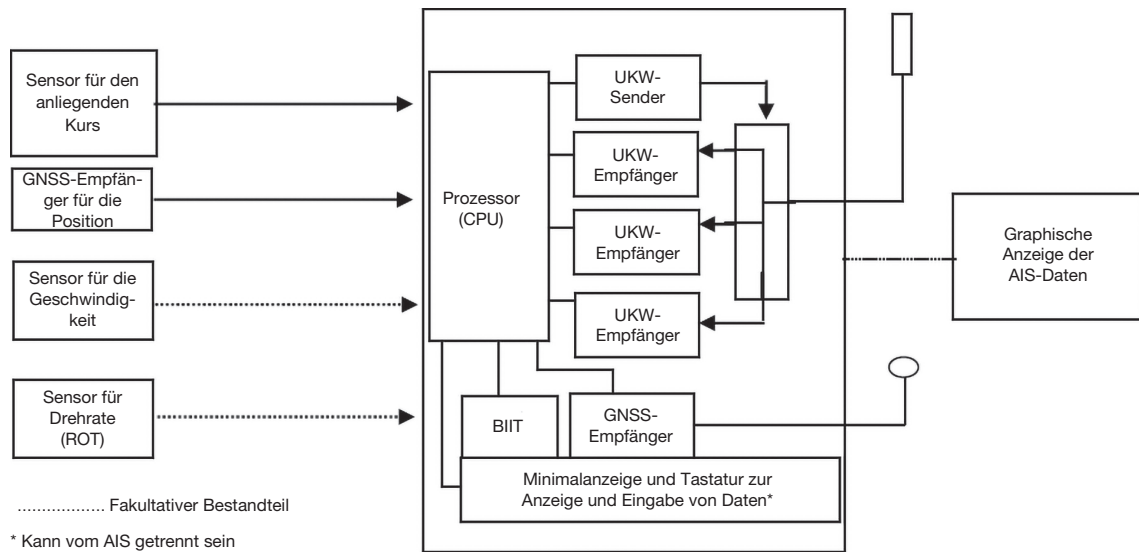 Sensor für den
anliegenden
Kurs
GNSS-Empfän-
ger für die
Position
Sensor für die
Geschwindig-
keit
Sensor für
Drehrate
(ROT)
Prozessor
(CPU)
UKW-
Sender
UKW-
Empfänger
UKW-
Empfänger
UKW-
Empfänger
BIIT
GNSS-
Empfänger
Minimalanzeige und Tastatur zur
Anzeige und Eingabe von Daten*
Graphische
Anzeige der
AIS-Daten
.................. Fakultativer Bestandteil
* Kann vom AIS getrennt sein